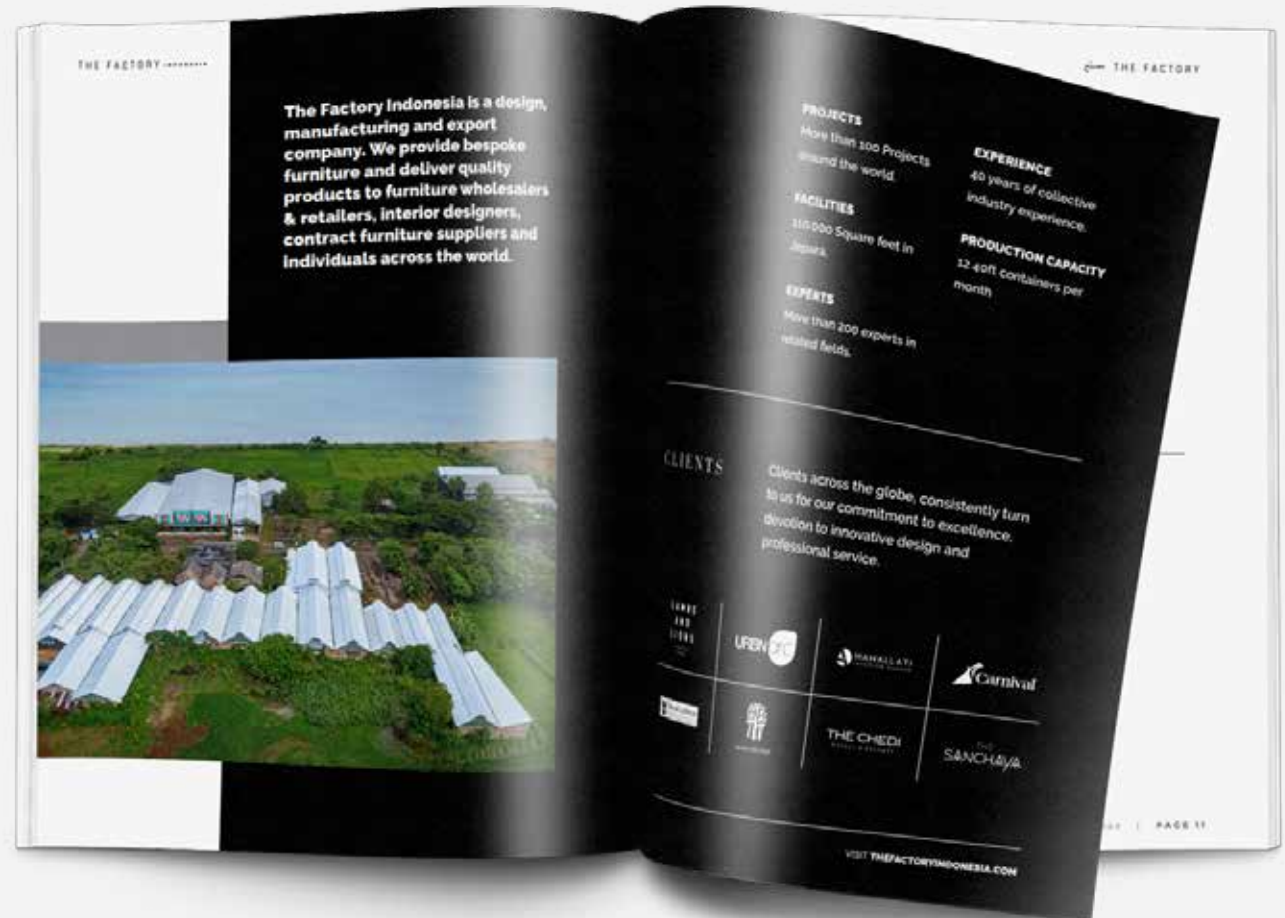 THE FACTORY
The Factory Indonesia is a design,
manufacturing and export
company. We provide bespoke
furniture and deliver quality
products to furniture wholesalers
& retailers, interior designers,
contract furniture suppliers and
individuals across the world.
THE FACTORY
PROJECTS
More than 100 Projects
around the world.
FACILITIES
Square feet in
Jepara.
EXPERTS
More than 200 experts in
related fields.
EXPERIENCE
40 years of collective
industry experience.
PRODUCTION CAPACITY
12 40ft containers per
month
CLIENTS
Clients across the globe, consistently turn
to us for our commitment to excellence,
devotion to innovative design and
professional service.
AND
URBN
Carnival
THE CHEDI
THE
SANCHAYA
VISIT THEFACTORYINDONESIA.COM
PAGE 11